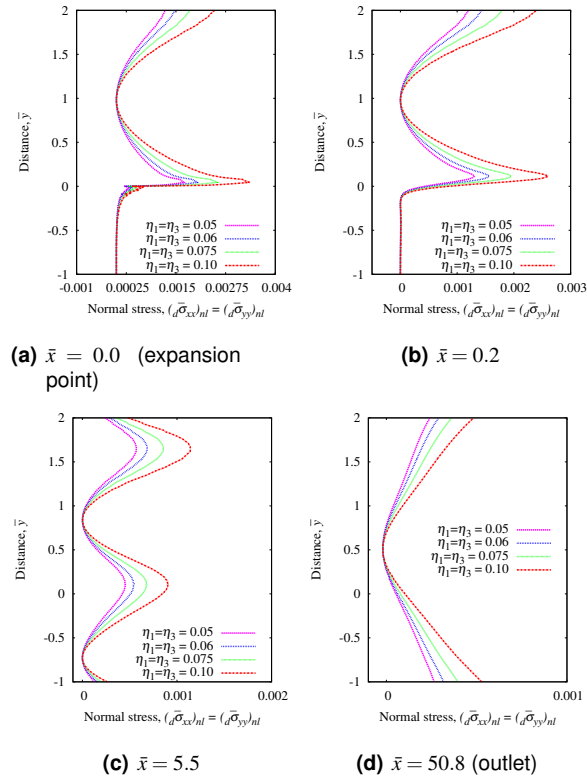 2
1.5
1
0.5
0
-0.5
-1
Distance, ȳ
η1=η3 = 0.05
η1=η3 = 0.06
η1=η3 = 0.075
η1=η3 = 0.10
-0.001 0.00025 0.00275 0.004
Normal stress, (dσ̄xx)nl = (dσ̄yy)nl
(a) x̄ = 0.0 (expansion
point)
2
1.5
1
0.5
0
-0.5
-1
Distance, ȳ
η1=η3 = 0.05
η1=η3 = 0.06
η1=η3 = 0.075
η1=η3 = 0.10
0 0.001 0.002 0.003
Normal stress, (dσ̄xx)nl = (dσ̄yy)nl
(b) x̄ = 0.2
2
1.5
1
0.5
0
-0.5
-1
Distance, ȳ
η1=η3 = 0.05
η1=η3 = 0.06
η1=η3 = 0.075
η1=η3 = 0.10
0 0.001 0.002
Normal stress, (dσ̄xx)nl = (dσ̄yy)nl
(c) x̄ = 5.5
2
1.5
1
0.5
0
-0.5
-1
Distance, ȳ
η1=η3 = 0.05
η1=η3 = 0.06
η1=η3 = 0.075
η1=η3 = 0.10
0 0.001
Normal stress, (dσ̄xx)nl = (dσ̄yy)nl
(d) x̄ = 50.8 (outlet)